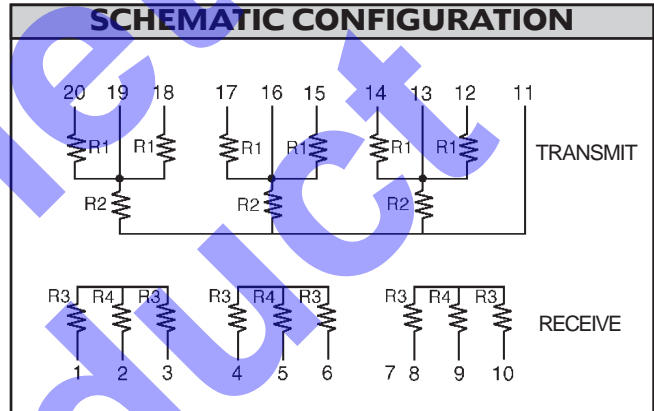 SCHEMATIC CONFIGURATION
20 19 18 17 16 15 14 13 12 11
R1 R1 R1 R1 R1 R1 TRANSMIT
R2 R2 R2
R3 R4 R3 R3 R4 R3 R3 R4 R3
RECEIVE
1 2 3 4 5 6 7 8 9 10